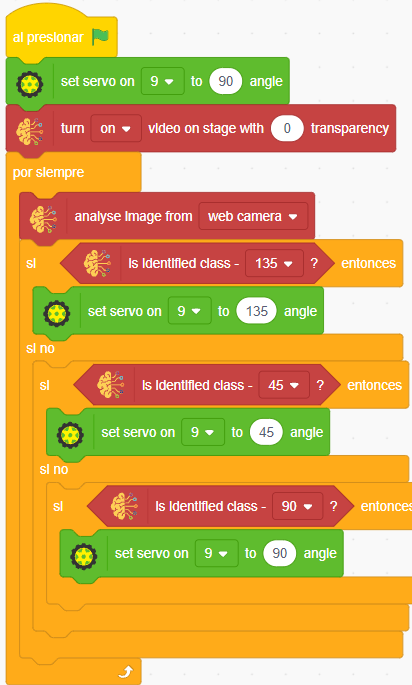 al presionar
set servo on 9 to 90 angle
turn on video on stage with 0 transparency
por siempre
analyse image from web camera
si is identified class - 135 ? entonces
set servo on 9 to 135 angle
si no
si is identified class - 45 ? entonces
set servo on 9 to 45 angle
si no
si is identified class - 90 ? entonces
set servo on 9 to 90 angle